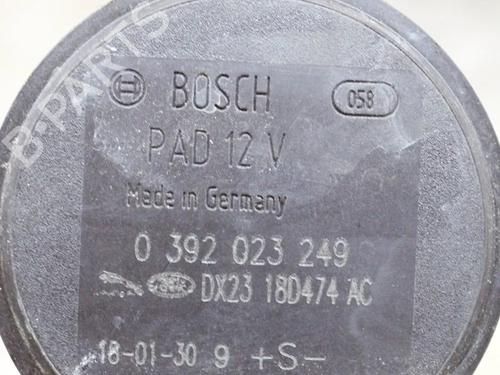 BOSCH 058
PAD 12 V
Made in Germany
0 392 023 249
DX23 18D474 AC
18-01-30 9 +S-
B-PARTS